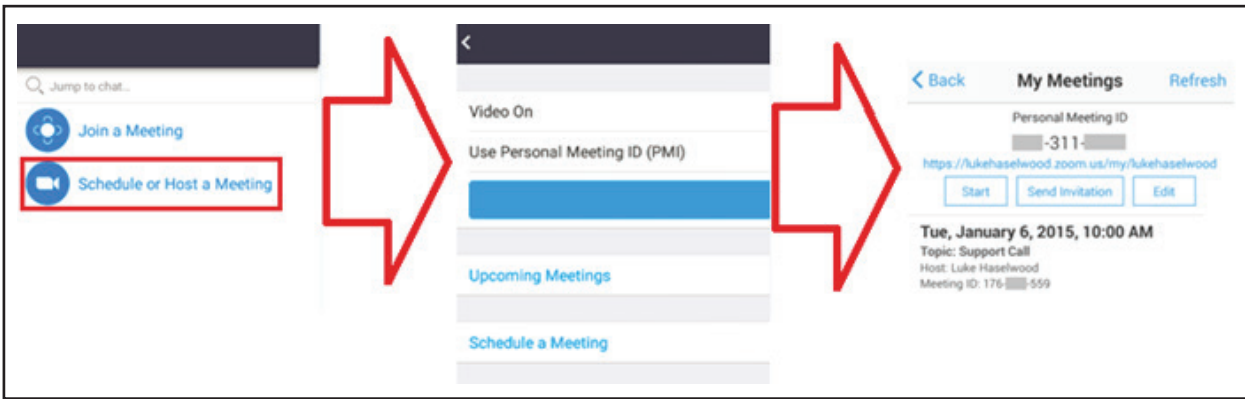 Jump to chat...
Join a Meeting
Schedule or Host a Meeting
Video On
Use Personal Meeting ID (PMI)
Upcoming Meetings
Schedule a Meeting
Back My Meetings Refresh
Personal Meeting ID
-311-
https://lukehaselwood.zoom.us/my/lukehaselwood
Start Send Invitation Edit
Tue, January 6, 2015, 10:00 AM
Topic: Support Call
Host: Luke Haselwood
Meeting ID: 176- -559